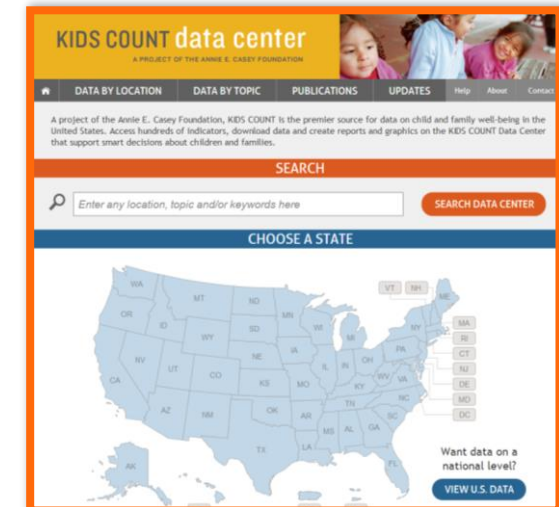 KIDS COUNT data center
A PROJECT OF THE ANNIE E. CASEY FOUNDATION
DATA BY LOCATION DATA BY TOPIC PUBLICATIONS UPDATES Help About Contact
A project of the Annie E. Casey Foundation, KIDS COUNT is the premier source for data on child and family well-being in the
United States. Access hundreds of indicators, download data and create reports and graphics on the KIDS COUNT Data Center
that support smart decisions about children and families.
SEARCH
Enter any location, topic and/or keywords here
SEARCH DATA CENTER
CHOOSE A STATE
WA
MT
ND
MN
VT
NH
ME
OR
ID
WY
SD
WI
MI
NY
MA
RI
NV
UT
CO
NE
IA
IL
IN
OH
PA
CT
NJ
CA
KS
MO
KY
WV
VA
DE
MD
AZ
NM
OK
AR
TN
NC
SC
DC
TX
LA
MS
AL
GA
FL
AK
Want data on a
national level?
VIEW U.S. DATA